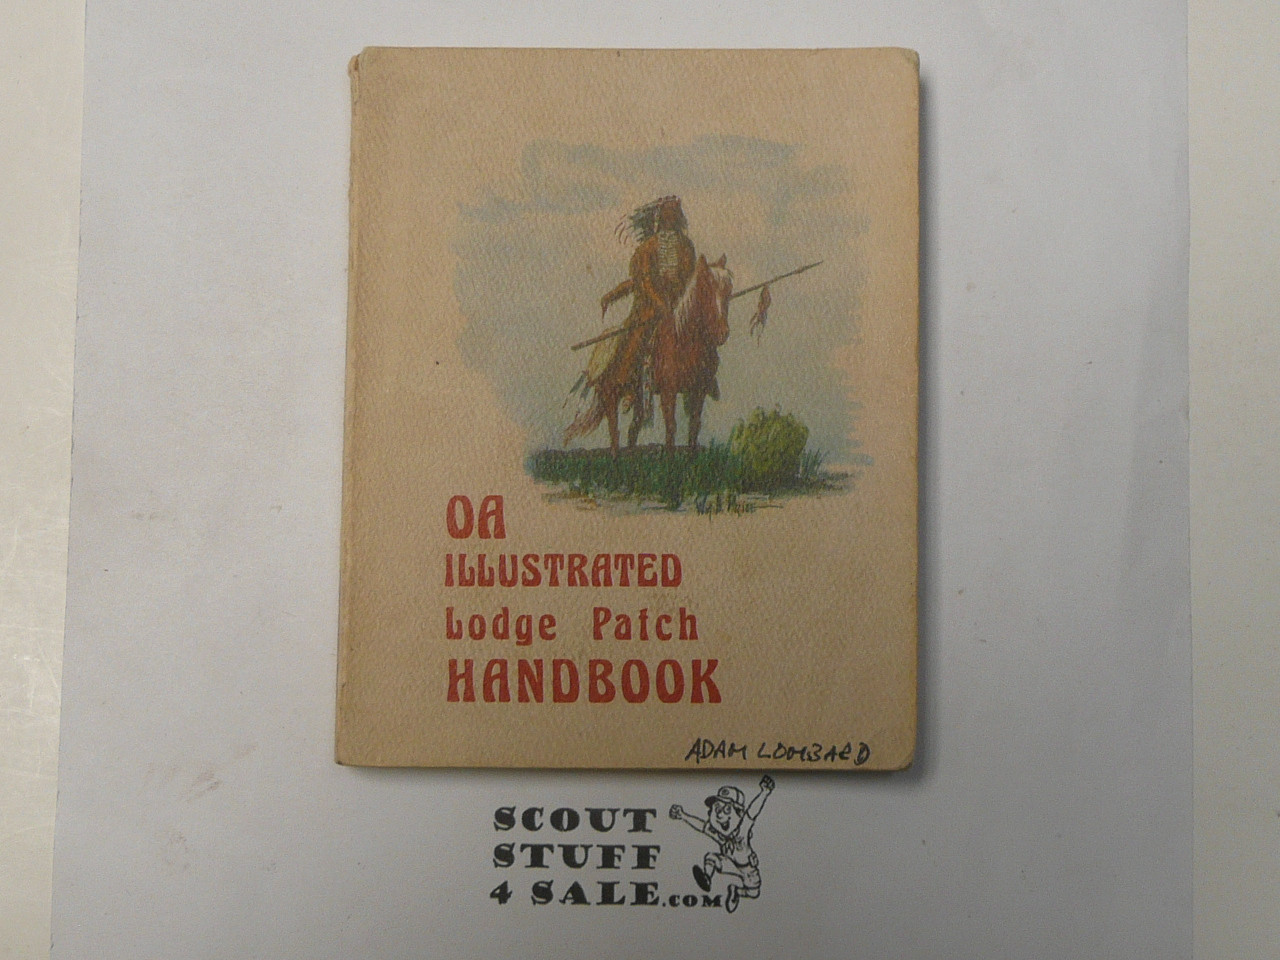 OA
ILLUSTRATED
Lodge Patch
HANDBOOK
ADAM LOMBARD
SCOUT
STUFF
4 SALE.com